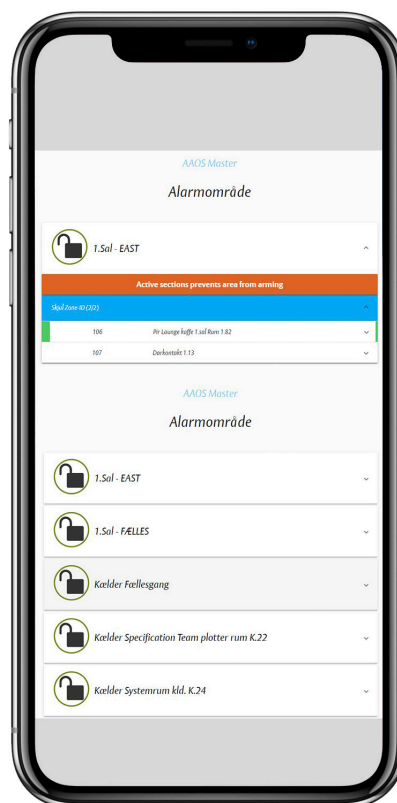 AAOS Master
Alarmområde
1.Sal - EAST
Active sections prevents area from arming
Skjul Zone-ID (2/2)
106 Pir Lounge kaffe 1.sal Rum 1.82
107 Dørkontakt 1.13
AAOS Master
Alarmområde
1.Sal - EAST
1.Sal - FÆLLES
Kælder Fællesgang
Kælder Specification Team plotter rum K.22
Kælder Systemrum kld. K.24